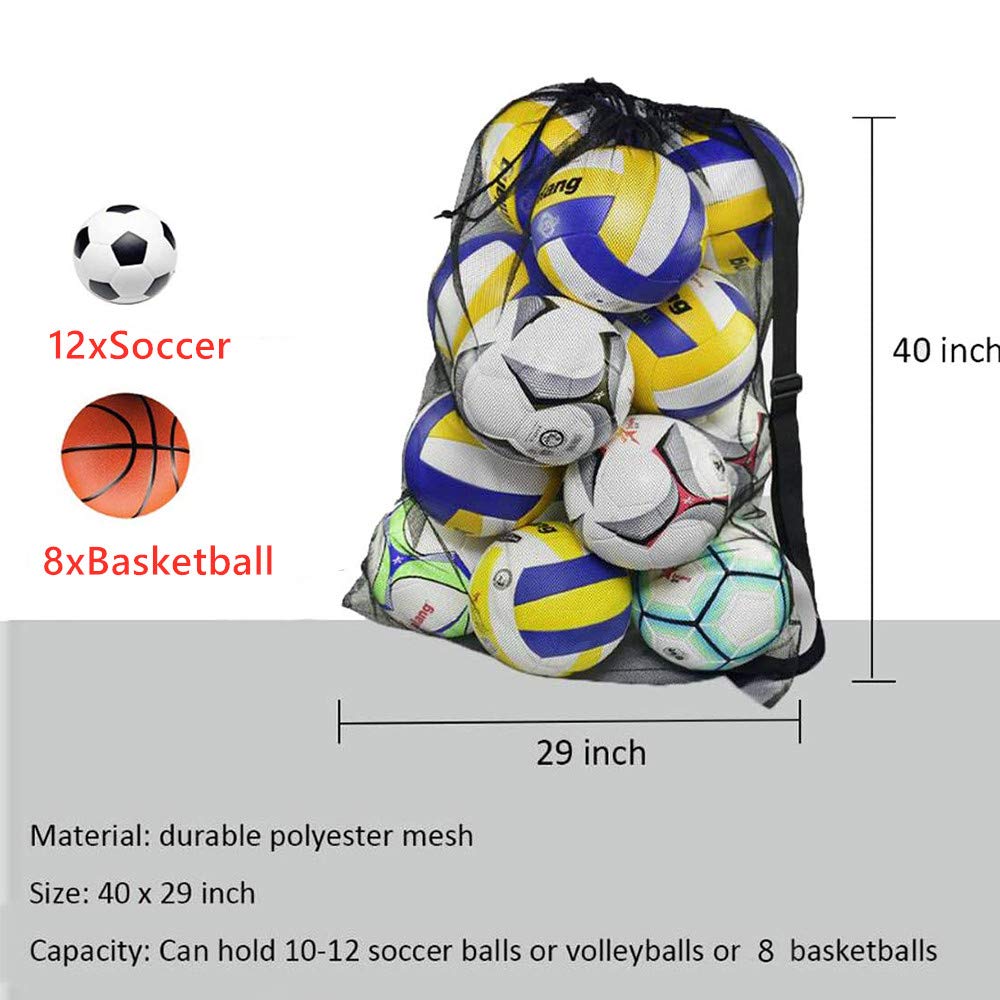 12xSoccer
40 inch
8xBasketball
29 inch
Material: durable polyester mesh
Size: 40 x 29 inch
Capacity: Can hold 10-12 soccer balls or volleyballs or 8 basketballs